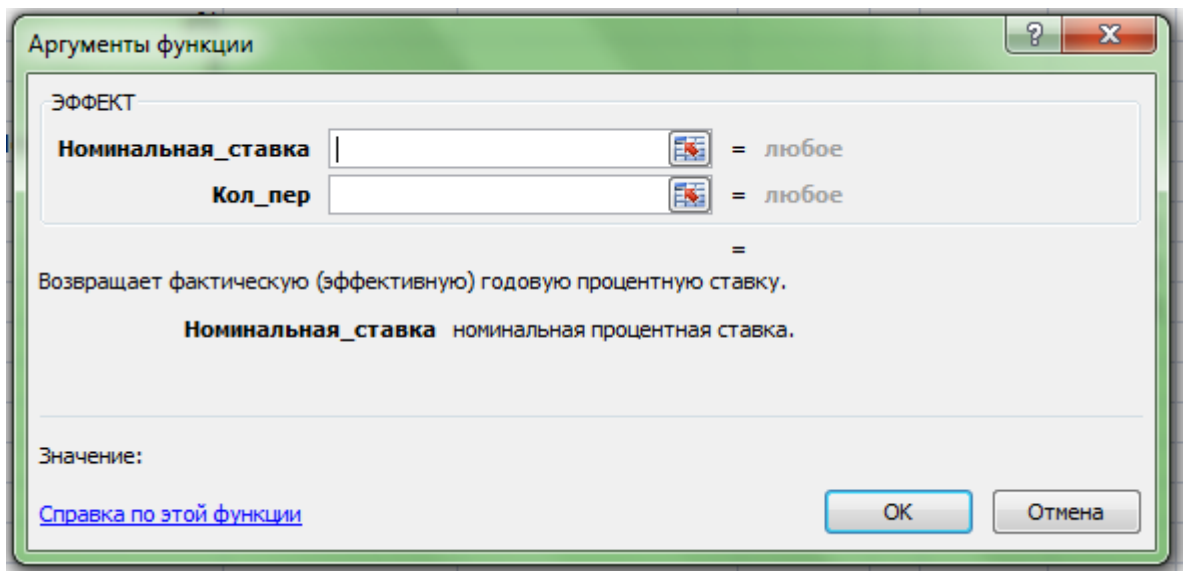 Аргументы функции
ЭФФЕКТ
Номинальная_ставка = любое
Кол_пер = любое
=
Возвращает фактическую (эффективную) годовую процентную ставку.
Номинальная_ставка номинальная процентная ставка.
Значение:
Справка по этой функции
ОК
Отмена